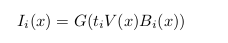 I_i(x) = G(t_i V(x) B_i(x))